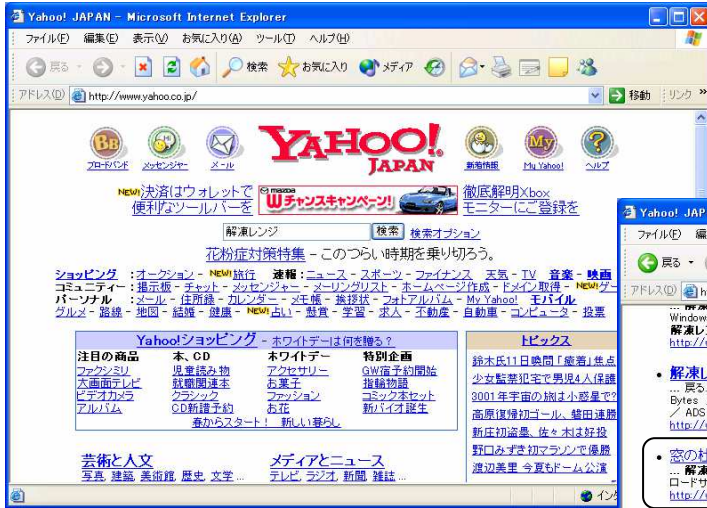 Yahoo! JAPAN - Microsoft Internet Explorer
ファイル(F) 編集(E) 表示(V) お気に入り(A) ツール(T) ヘルプ(H)
戻る 検索 お気に入り メディア
アドレス(D) http://www.yahoo.co.jp/ 移動 リンク »
BB My ?
YAHOO! JAPAN
ブロードバンド メッセンジャー メール 新着情報 My Yahoo! ヘルプ
NEW! 決済はウォレットで mazda Wチャンスキャンペーン! 徹底解明Xbox
便利なツールバーを モニターにご登録を
解凍レンジ 検索 検索オプション
花粉症対策特集 - このつらい時期を乗り切ろう。
ショッピング : オークション - NEW! 旅行 速報 : ニュース - スポーツ - ファイナンス 天気 - TV 音楽 - 映画
コミュニティー : 掲示板 - チャット - メッセンジャー - メーリングリスト - ホームページ作成 - ドメイン取得 - NEW! グー
パーソナル : メール - 住所録 - カレンダー - メモ帳 - 挨拶状 - フォトアルバム - My Yahoo! モバイル
グルメ - 路線 - 地図 - 結婚 - 健康 - NEW! 占い - 懸賞 - 学習 - 求人 - 不動産 - 自動車 - コンピュータ - 投票
Yahoo!ショッピング - ホワイトデーは何を贈る?
注目の商品 本、CD ホワイトデー 特別企画
ファクシミリ 児童読み物 アクセサリー GW宿予約開始
大画面テレビ 就職関連本 お菓子 指輪物語
ビデオカメラ クラシック ファッション コミック本セット
アルバム CD新譜予約 お花 新バイオ誕生
春からスタート! 新しい暮らし
トピックス
鈴木氏11日喚問「癒着」焦点
少女監禁犯宅で男児4人保護
3001年宇宙の旅は小惑星で?
高原復帰初ゴール、磐田連勝
新庄初盗塁、佐々木は好投
野口みずき初マラソンで優勝
渡辺美里 今夏もドーム公演
芸術と人文 メディアとニュース
写真, 建築, 美術館, 歴史, 文学 ... テレビ, ラジオ, 新聞, 雑誌 ...
Yahoo! JAP
ファイル(F) 編
戻る
アドレス(D)
Window
解凍レ
http://
解凍レ
... 戻る
Bytes
/ ADS
http://
窓の杜
... 解凍
ロードサ
http://